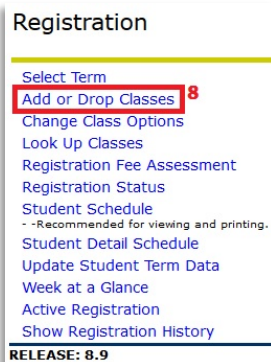 Registration
Select Term
Add or Drop Classes 8
Change Class Options
Look Up Classes
Registration Fee Assessment
Registration Status
Student Schedule
- -Recommended for viewing and printing.
Student Detail Schedule
Update Student Term Data
Week at a Glance
Active Registration
Show Registration History
RELEASE: 8.9